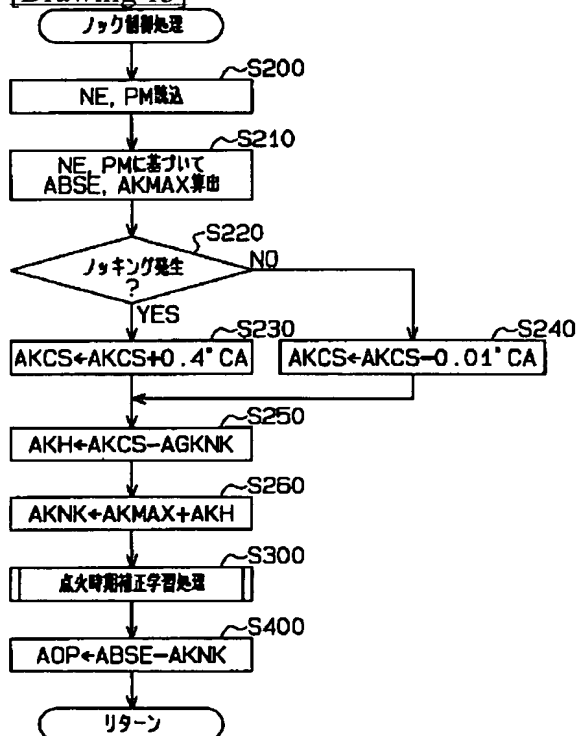 ノック制御処理
S200
NE, PM読込
S210
NE, PMに基づいて
ABSE, AKMAX算出
S220
ノッキング発生
?
NO
YES
S230
AKCS←AKCS+0.4°CA
S240
AKCS←AKCS−0.01°CA
S250
AKH←AKCS−AGKNK
S260
AKNK←AKMAX+AKH
S300
点火時期補正学習処理
S400
AOP←ABSE−AKNK
リターン